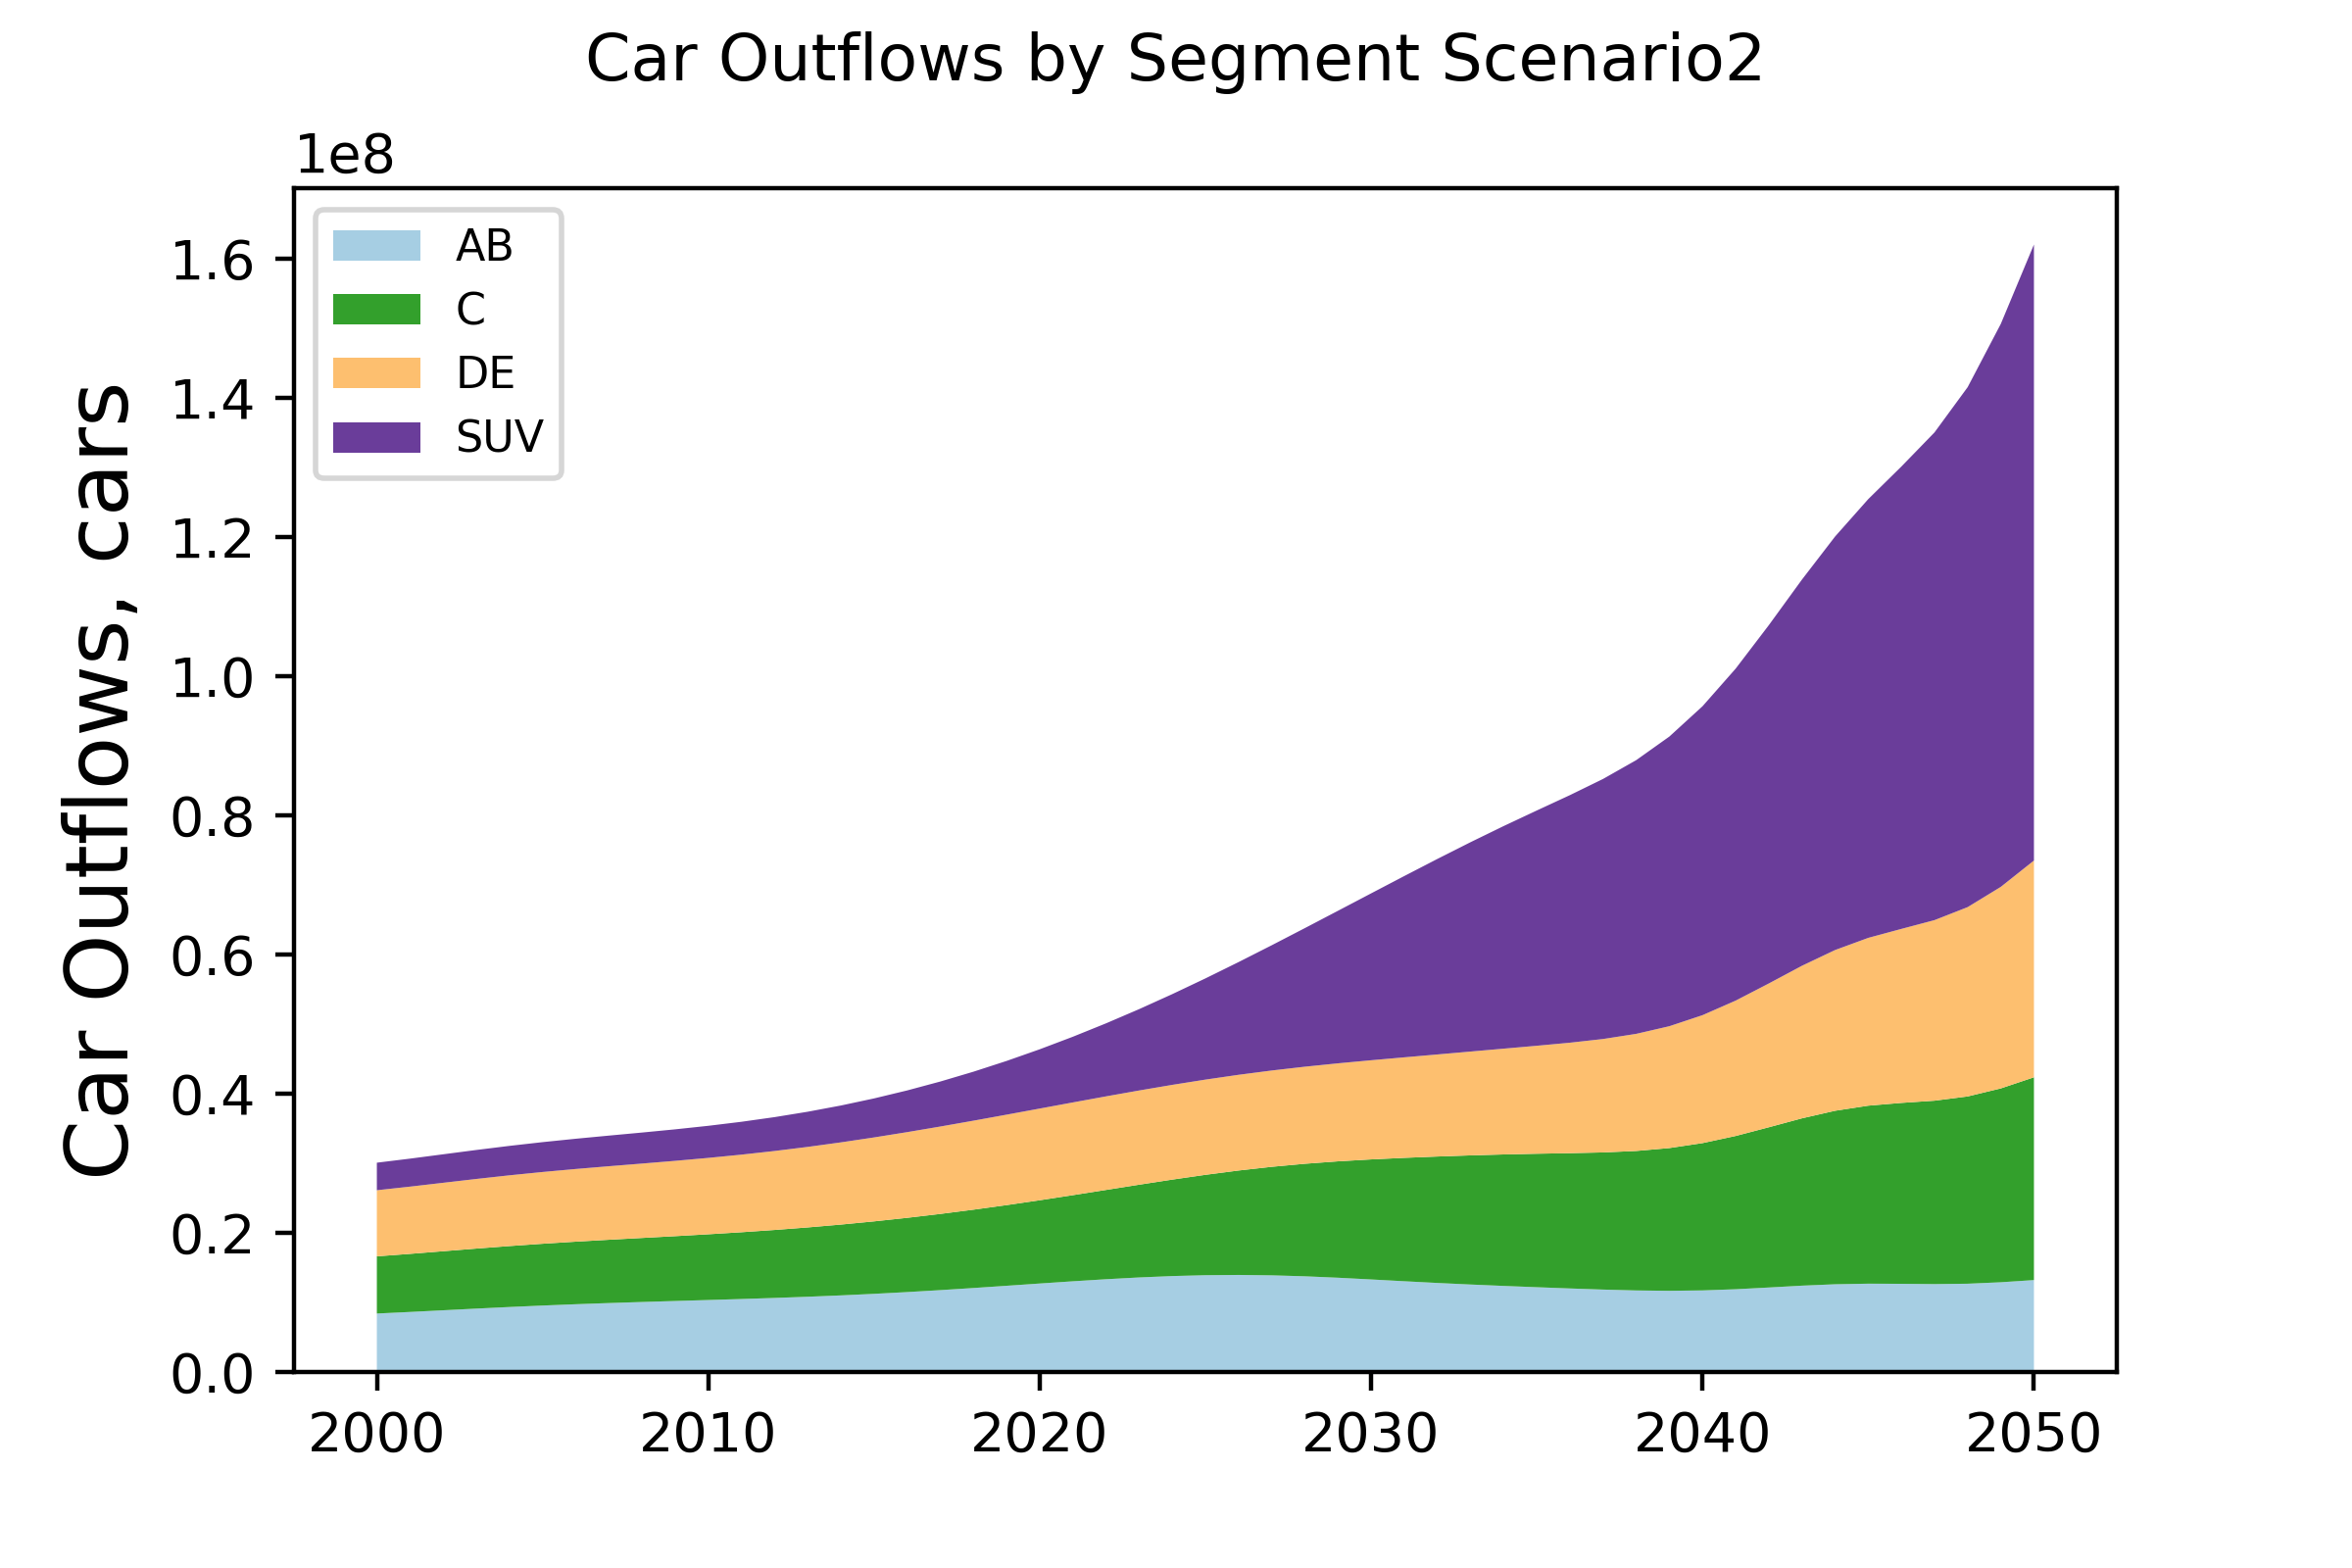 Car Outflows by Segment Scenario2
1e8
AB
C
DE
SUV
Car Outflows, cars
1.6
1.4
1.2
1.0
0.8
0.6
0.4
0.2
0.0
2000 2010 2020 2030 2040 2050